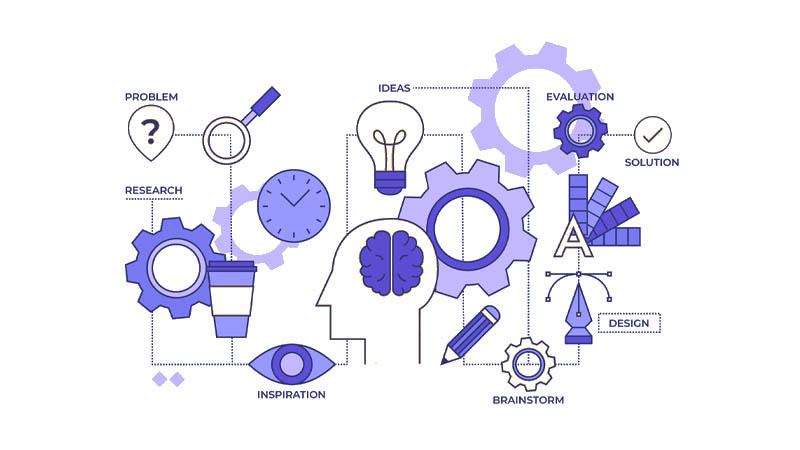 PROBLEM
?
IDEAS
EVALUATION
SOLUTION
RESEARCH
A
DESIGN
INSPIRATION
BRAINSTORM